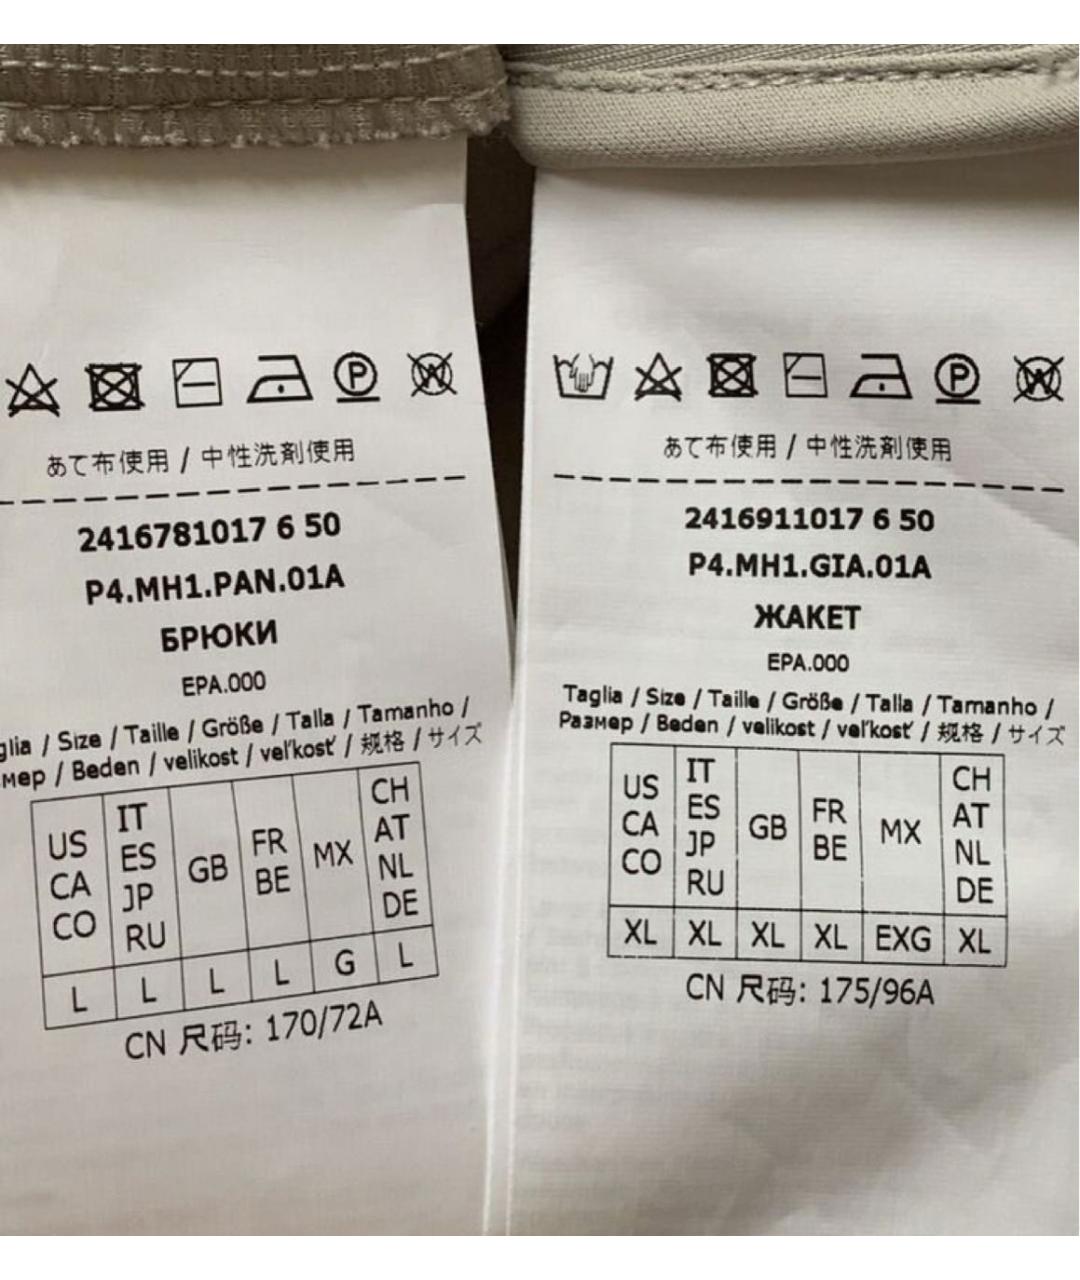 あて布使用 / 中性洗剤使用
2416781017 6 50
P4.MH1.PAN.01A
БРЮКИ
EPA.000
glia / Size / Taille / Größe / Talla / Tamanho /
мер / Beden / velikost / veľkosť / 规格 / サイズ
US CA CO | IT ES JP RU | GB | FR BE | MX | CH AT NL DE
L | L | L | L | G | L
CN 尺码: 170/72A
あて布使用 / 中性洗剤使用
2416911017 6 50
P4.MH1.GIA.01A
ЖАКЕТ
EPA.000
Taglia / Size / Taille / Größe / Talla / Tamanho /
Размер / Beden / velikost / veľkosť / 规格 / サイズ
US CA CO | IT ES JP RU | GB | FR BE | MX | CH AT NL DE
XL | XL | XL | XL | EXG | XL
CN 尺码: 175/96A